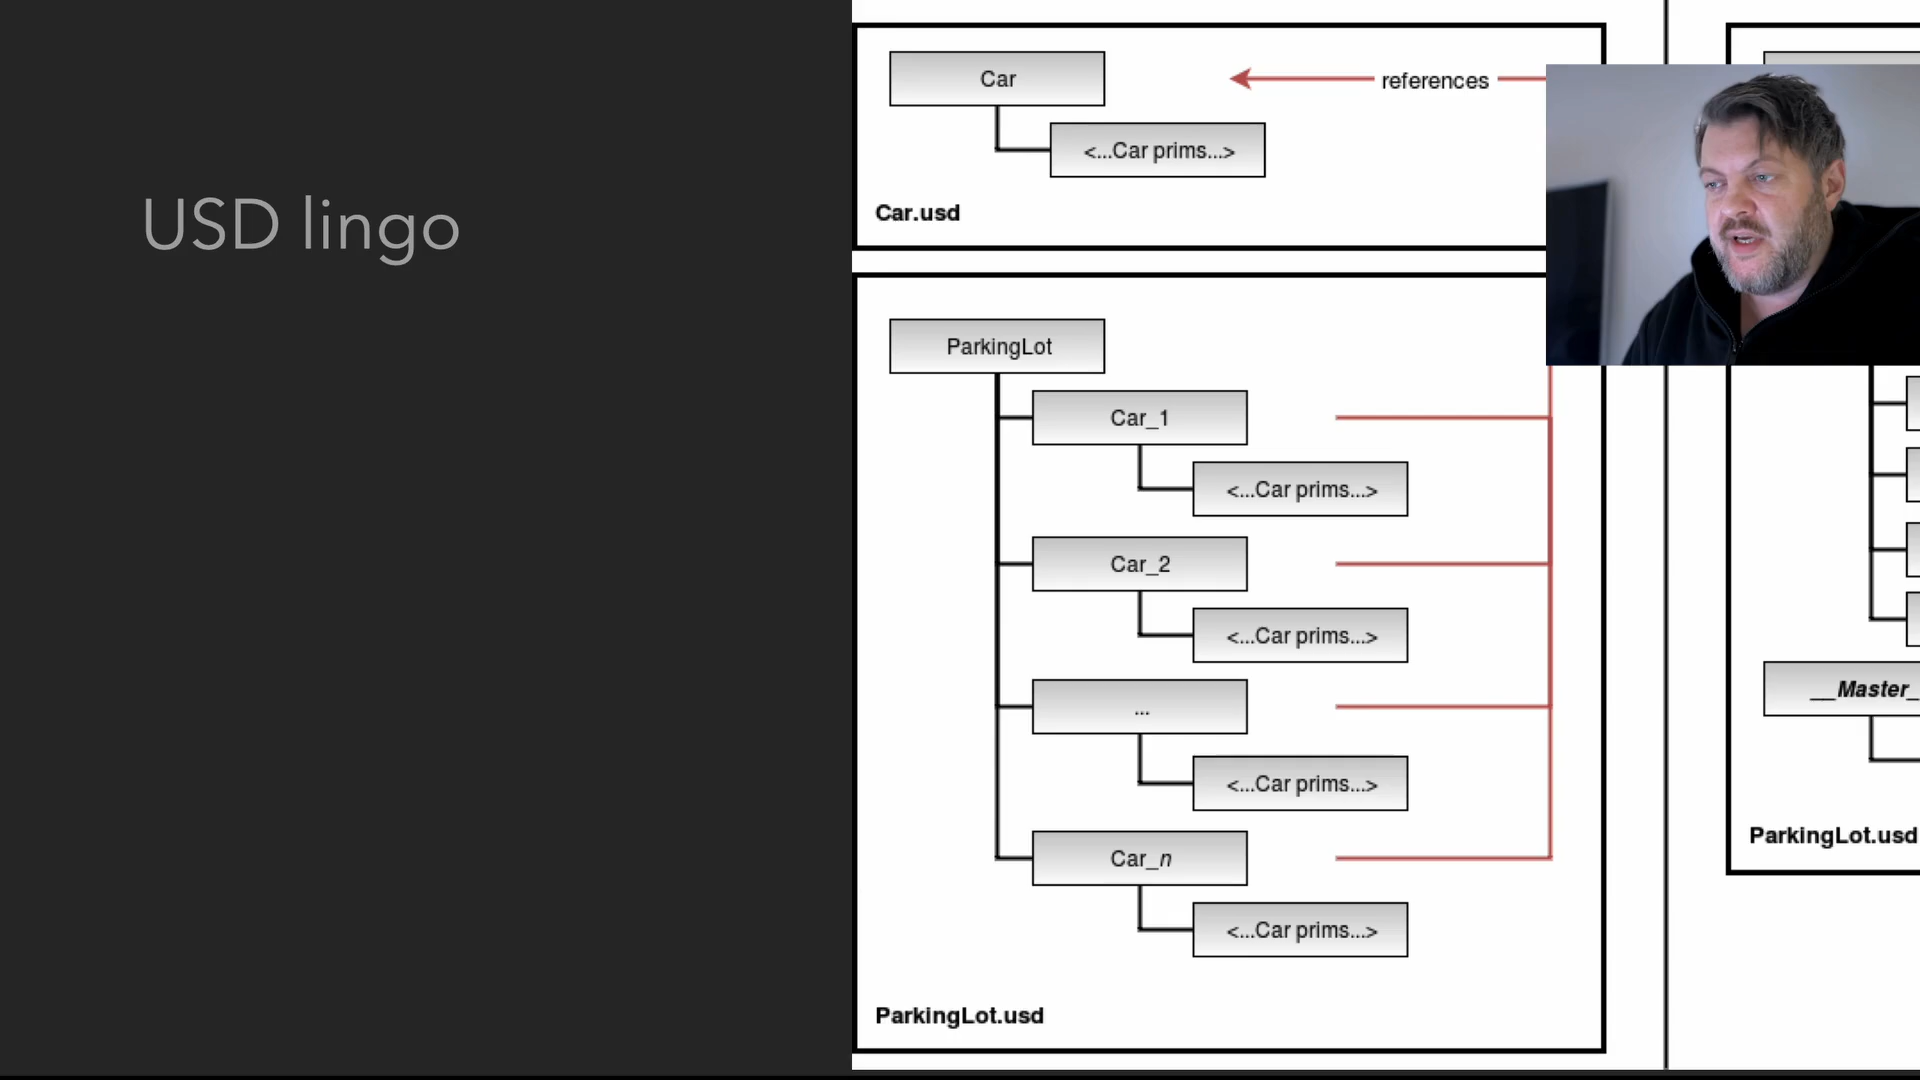 USD lingo
Car
references
<...Car prims...>
Car.usd
ParkingLot
Car_1
<...Car prims...>
Car_2
<...Car prims...>
...
<...Car prims...>
Car_n
<...Car prims...>
ParkingLot.usd
__Master_
ParkingLot.usd